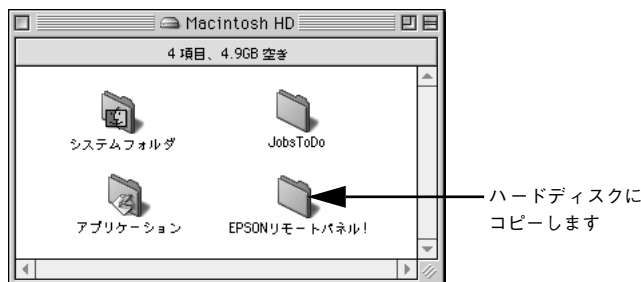 Macintosh HD
4 項目、4.9GB 空き
システムフォルダ
JobsToDo
アプリケーション
EPSONリモートパネル!
ハードディスクに
コピーします